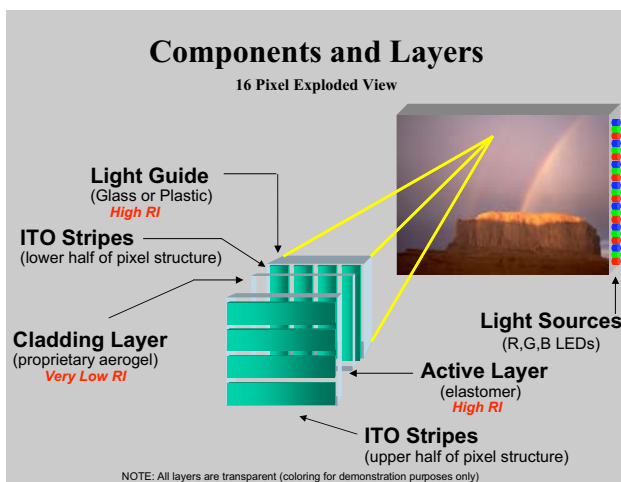 Components and Layers
16 Pixel Exploded View
Light Guide
(Glass or Plastic)
High RI
ITO Stripes
(lower half of pixel structure)
Cladding Layer
(proprietary aerogel)
Very Low RI
Light Sources
(R,G,B LEDs)
Active Layer
(elastomer)
High RI
ITO Stripes
(upper half of pixel structure)
NOTE: All layers are transparent (coloring for demonstration purposes only)